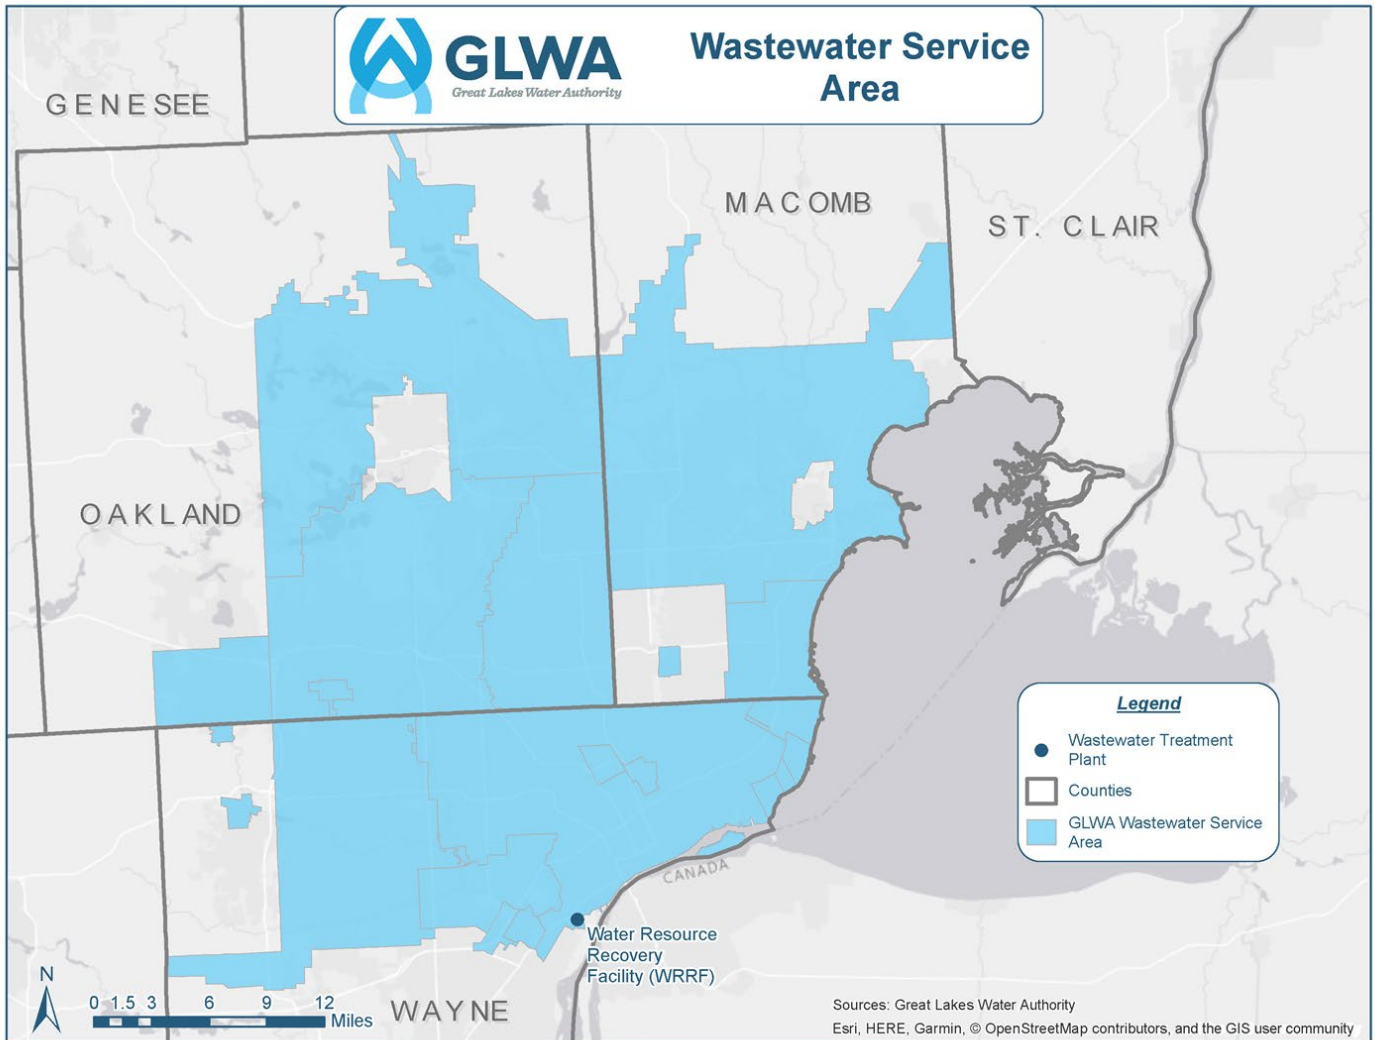 GLWA
Great Lakes Water Authority
Wastewater Service
Area
GENESEE
MACOMB
ST. CLAIR
OAKLAND
Legend
Wastewater Treatment
Plant
Counties
GLWA Wastewater Service
Area
CANADA
Water Resource
Recovery
Facility (WRRF)
WAYNE
N
0 1.5 3 6 9 12
Miles
Sources: Great Lakes Water Authority
Esri, HERE, Garmin, © OpenStreetMap contributors, and the GIS user community